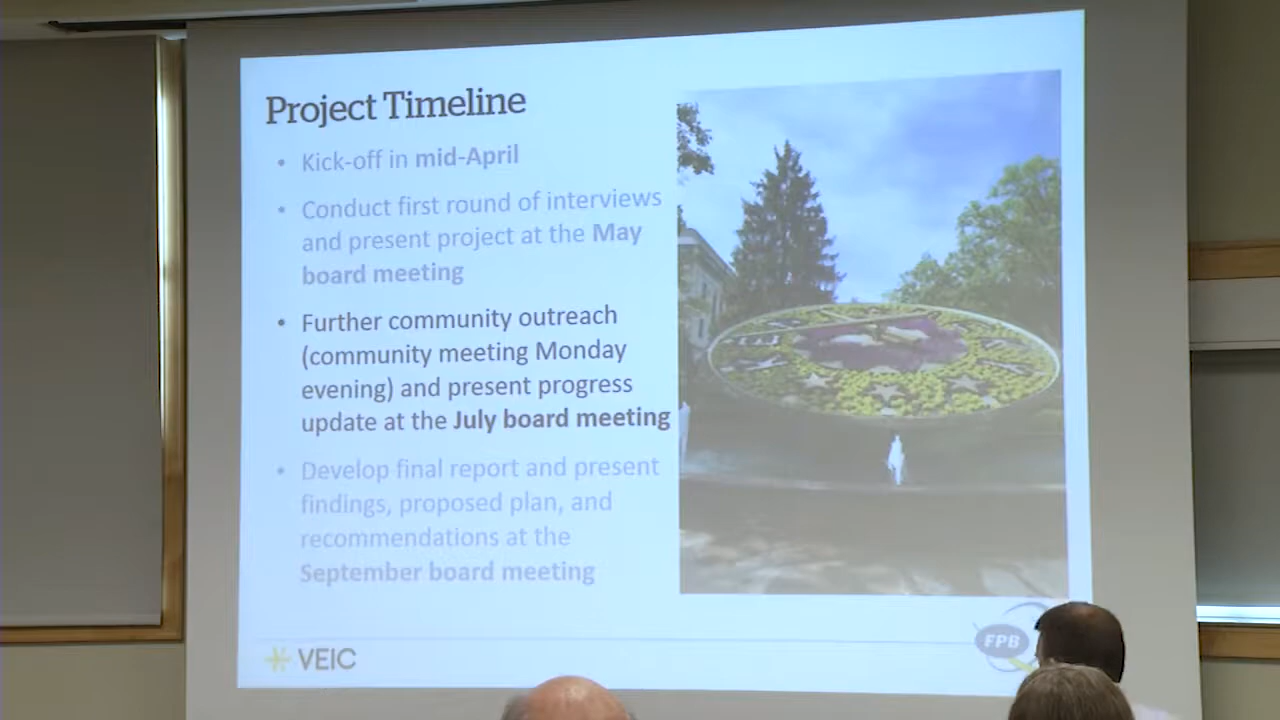 Project Timeline
• Kick-off in mid-April
• Conduct first round of interviews
and present project at the May
board meeting
• Further community outreach
(community meeting Monday
evening) and present progress
update at the July board meeting
• Develop final report and present
findings, proposed plan, and
recommendations at the
September board meeting
VEIC
FPB